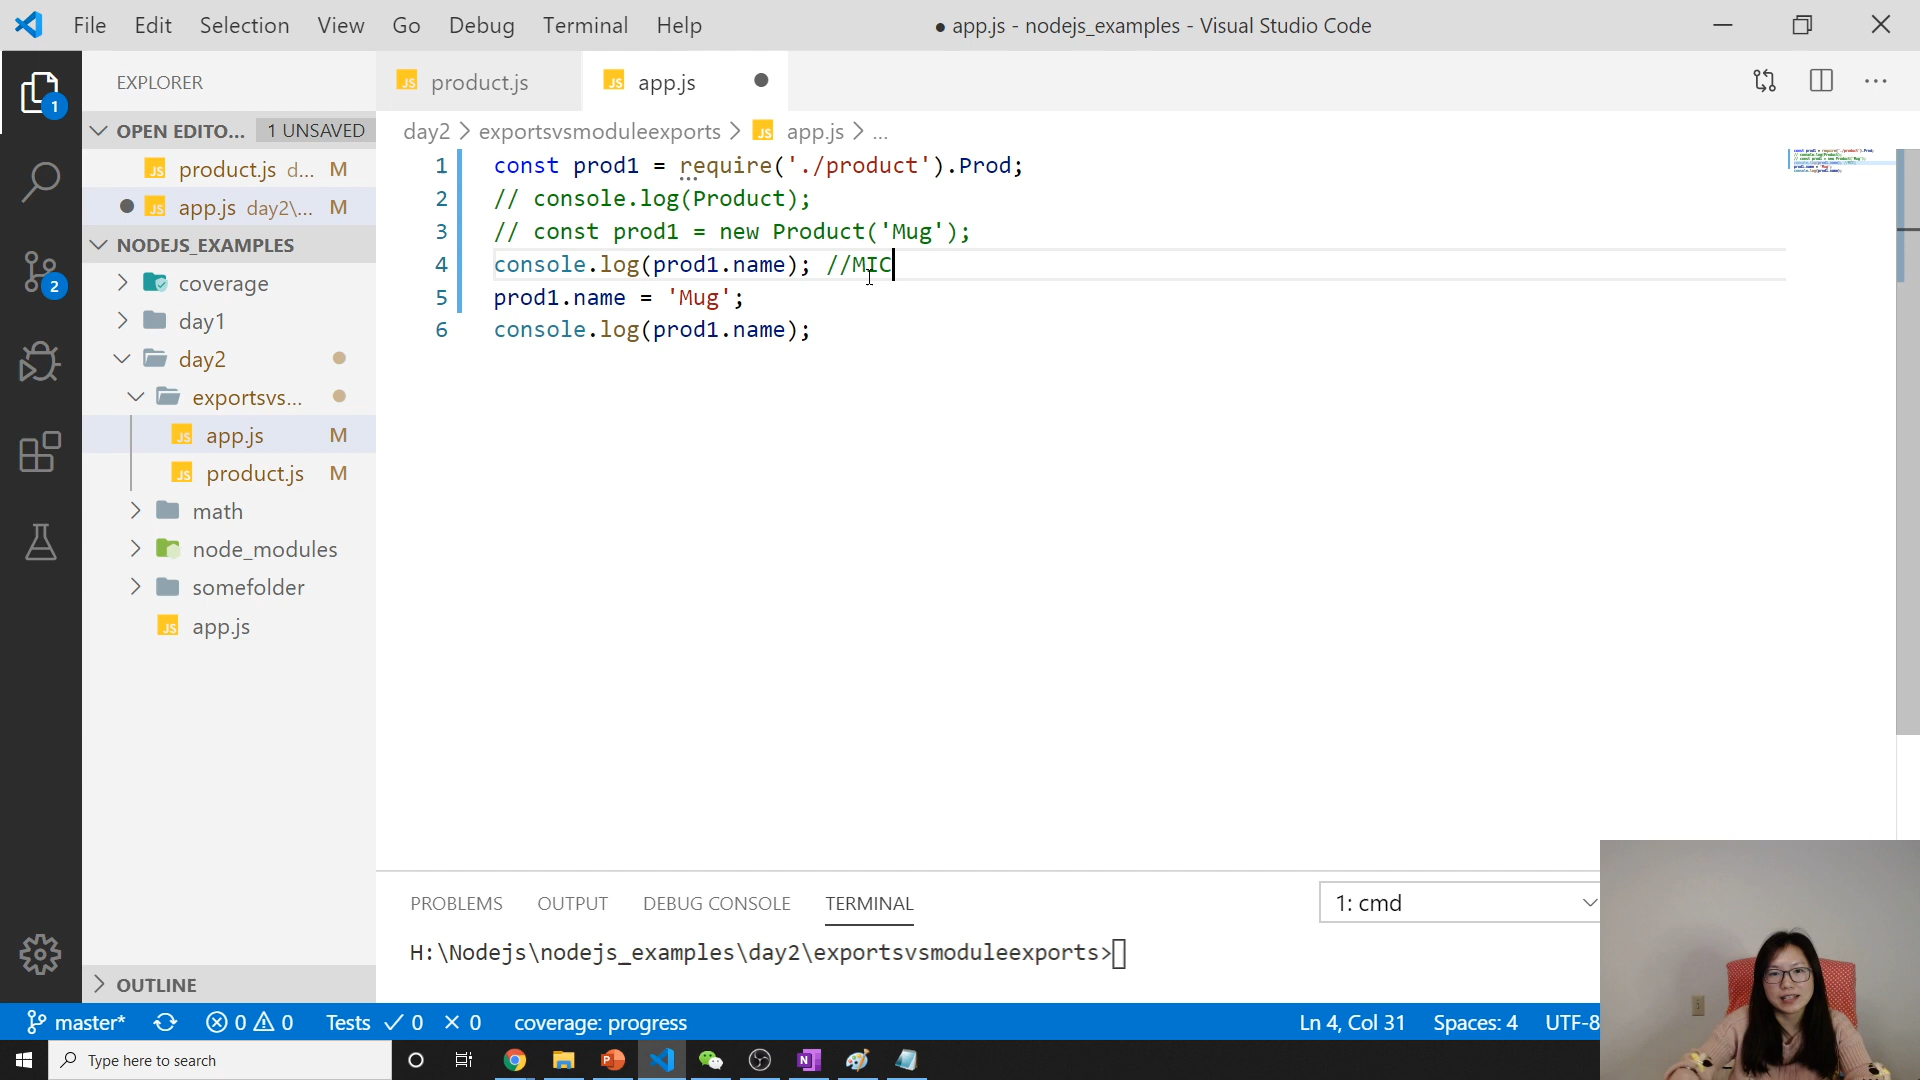 File Edit Selection View Go Debug Terminal Help
● app.js - nodejs_examples - Visual Studio Code
EXPLORER
OPEN EDITO... 1 UNSAVED
product.js d... M
app.js day2\... M
NODEJS_EXAMPLES
coverage
day1
day2
exportsvs...
app.js M
product.js M
math
node_modules
somefolder
app.js
OUTLINE
product.js app.js
day2 > exportsvsmoduleexports > app.js > ...
1 const prod1 = require('./product').Prod;
2 // console.log(Product);
3 // const prod1 = new Product('Mug');
4 console.log(prod1.name); //MIC
5 prod1.name = 'Mug';
6 console.log(prod1.name);
PROBLEMS OUTPUT DEBUG CONSOLE TERMINAL 1: cmd
H:\Nodejs\nodejs_examples\day2\exportsvsmoduleexports>
master* 0 0 Tests 0 0 coverage: progress Ln 4, Col 31 Spaces: 4 UTF-8
Type here to search